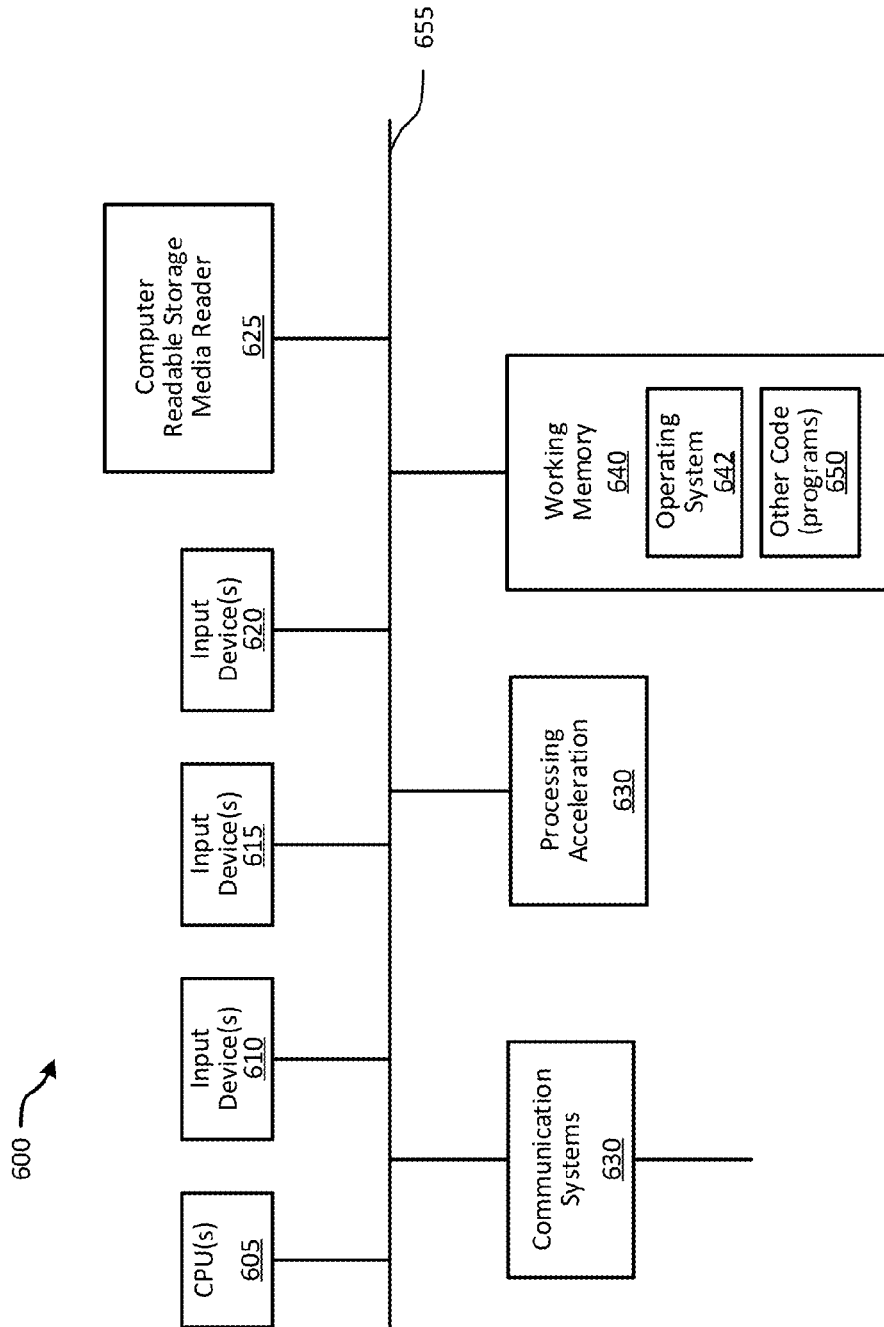 600
CPU(s)
605
Input
Device(s)
610
Input
Device(s)
615
Input
Device(s)
620
Computer
Readable Storage
Media Reader
625
655
Communication
Systems
630
Processing
Acceleration
630
Working
Memory
640
Operating
System
642
Other Code
(programs)
650